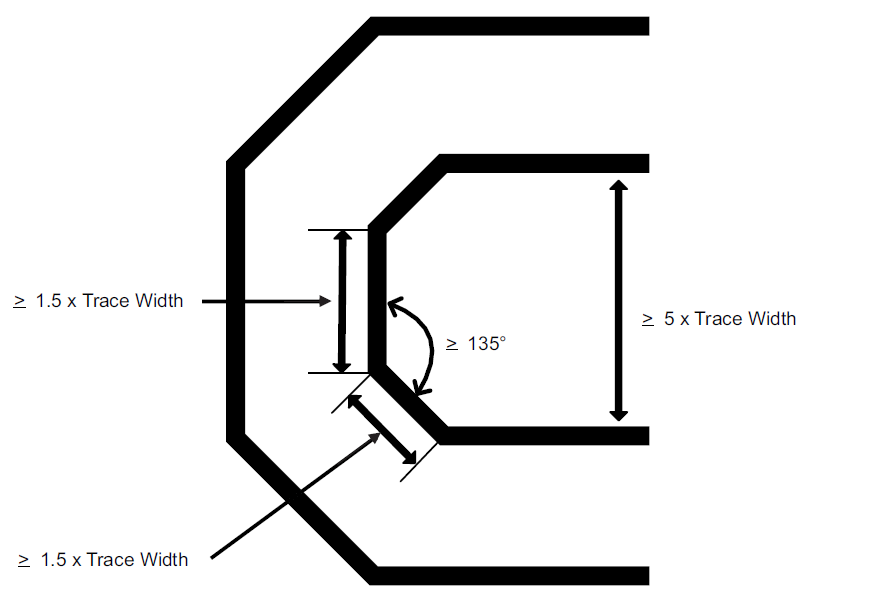 ≥ 1.5 x Trace Width
≥ 5 x Trace Width
≥ 135°
≥ 1.5 x Trace Width